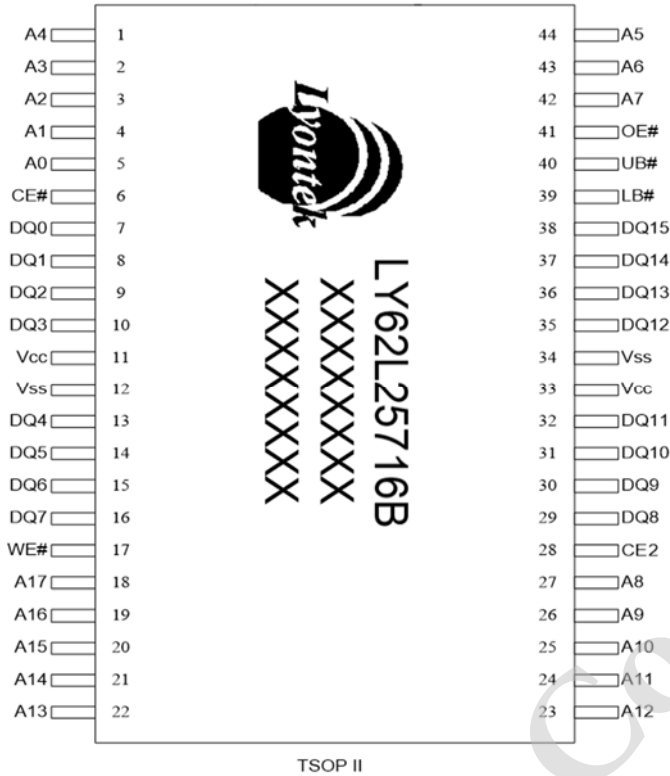 A4 1 44 A5
A3 2 43 A6
A2 3 42 A7
A1 4 41 OE#
A0 5 40 UB#
CE# 6 39 LB#
DQ0 7 38 DQ15
DQ1 8 37 DQ14
DQ2 9 36 DQ13
DQ3 10 35 DQ12
Vcc 11 34 Vss
Vss 12 33 Vcc
DQ4 13 32 DQ11
DQ5 14 31 DQ10
DQ6 15 30 DQ9
DQ7 16 29 DQ8
WE# 17 28 CE2
A17 18 27 A8
A16 19 26 A9
A15 20 25 A10
A14 21 24 A11
A13 22 23 A12
Lyontek
LY62L25716B
XXXXXXXX
XXXXXXXX
TSOP II
Co